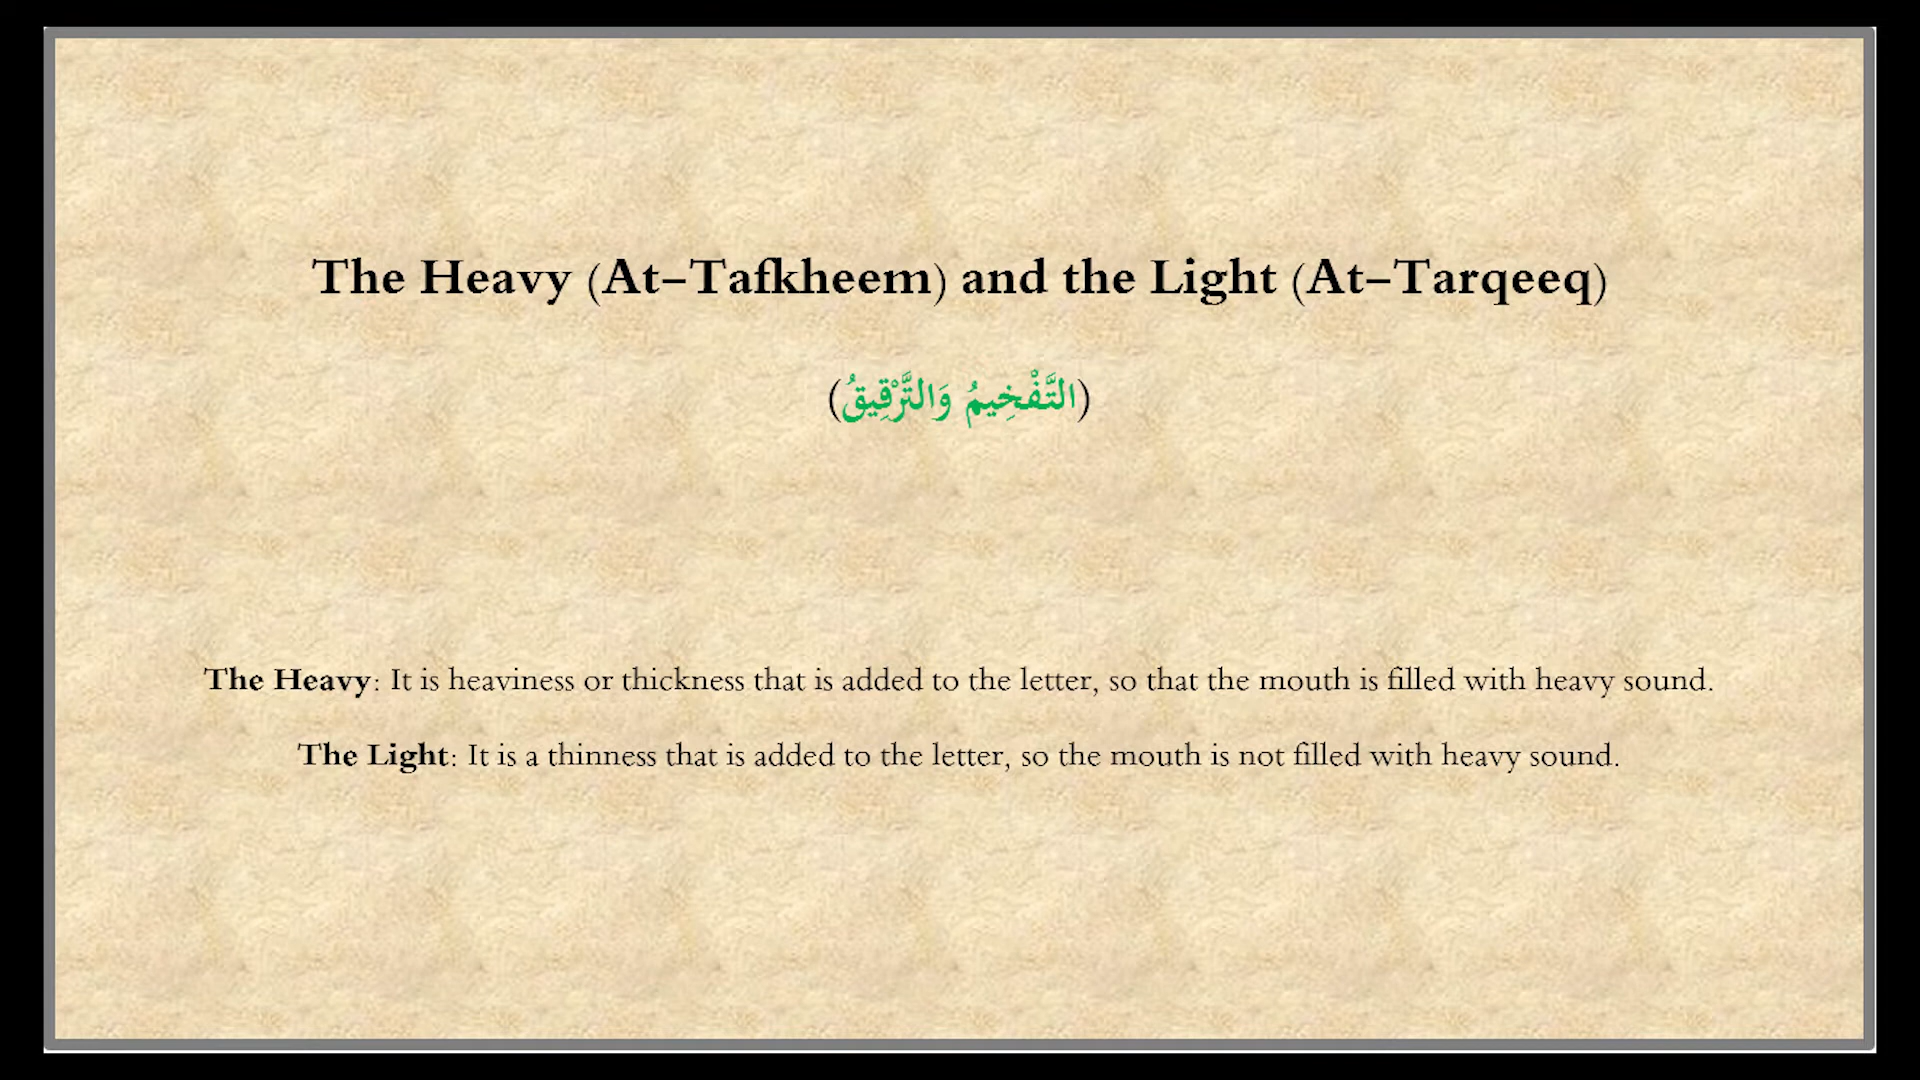 The Heavy (At-Tafkheem) and the Light (At-Tarqeeq)
(التَّفْخِيمُ وَالتَّرْقِيقُ)
The Heavy: It is heaviness or thickness that is added to the letter, so that the mouth is filled with heavy sound.
The Light: It is a thinness that is added to the letter, so the mouth is not filled with heavy sound.